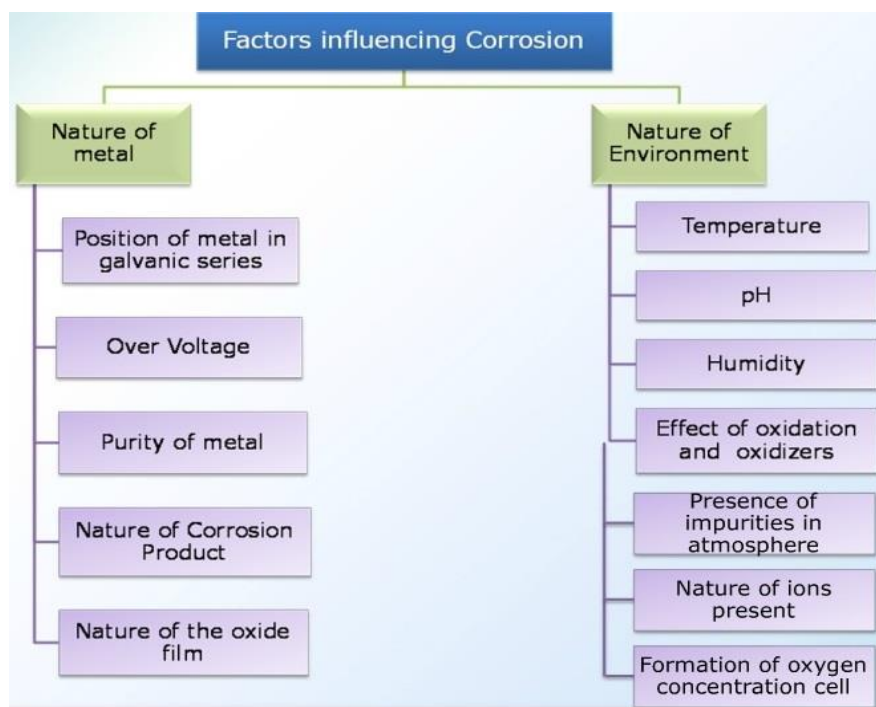 Factors influencing Corrosion
Nature of
metal
Position of metal in
galvanic series
Over Voltage
Purity of metal
Nature of Corrosion
Product
Nature of the oxide
film
Nature of
Environment
Temperature
pH
Humidity
Effect of oxidation
and oxidizers
Presence of
impurities in
atmosphere
Nature of ions
present
Formation of oxygen
concentration cell